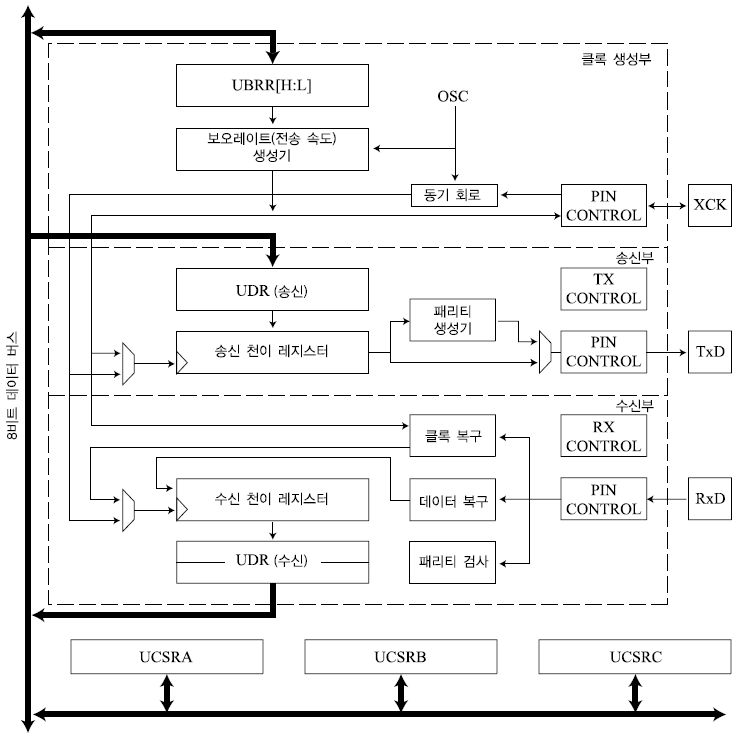 클록 생성부
UBRR[H:L]
OSC
보오레이트(전송 속도)
생성기
동기 회로
PIN
CONTROL
XCK
송신부
UDR (송신)
TX
CONTROL
패리티
생성기
송신 천이 레지스터
PIN
CONTROL
TxD
8비트 데이터 버스
수신부
클록 복구
RX
CONTROL
수신 천이 레지스터
데이터 복구
PIN
CONTROL
RxD
UDR (수신)
패리티 검사
UCSRA
UCSRB
UCSRC